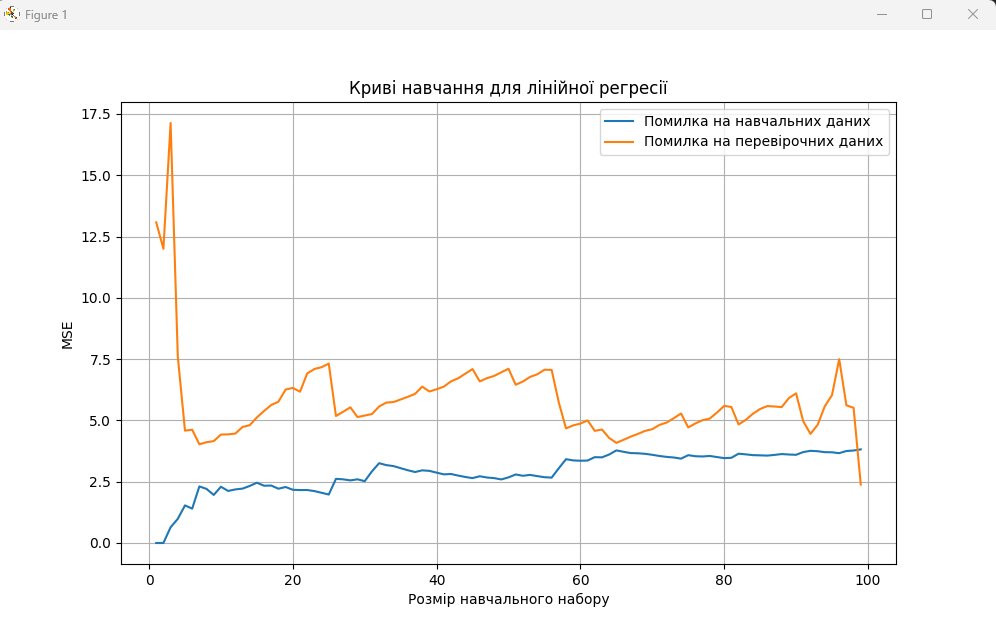 Figure 1
Криві навчання для лінійної регресії
Помилка на навчальних даних
Помилка на перевірочних даних
17.5
15.0
12.5
10.0
7.5
5.0
2.5
0.0
MSE
0 20 40 60 80 100
Розмір навчального набору